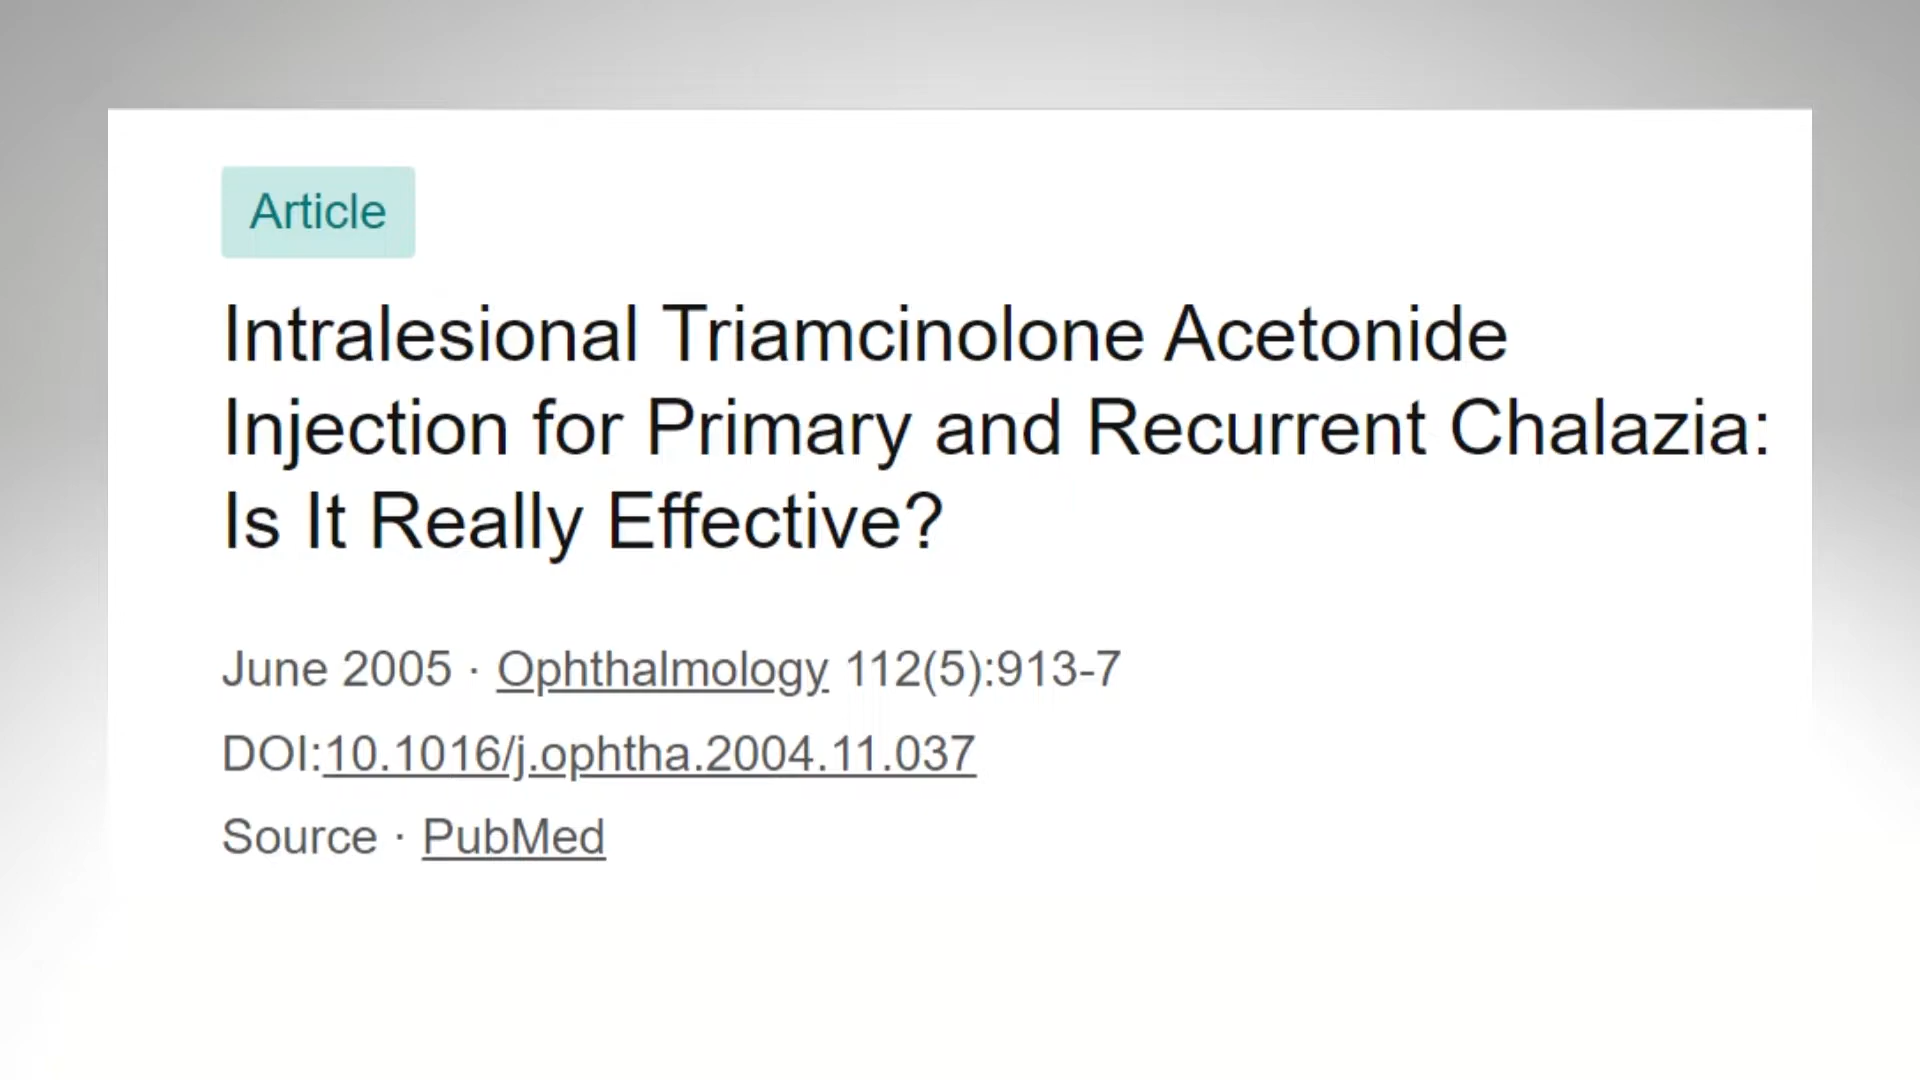 Article
Intralesional Triamcinolone Acetonide
Injection for Primary and Recurrent Chalazia:
Is It Really Effective?
June 2005 · Ophthalmology 112(5):913-7
DOI:10.1016/j.ophtha.2004.11.037
Source · PubMed